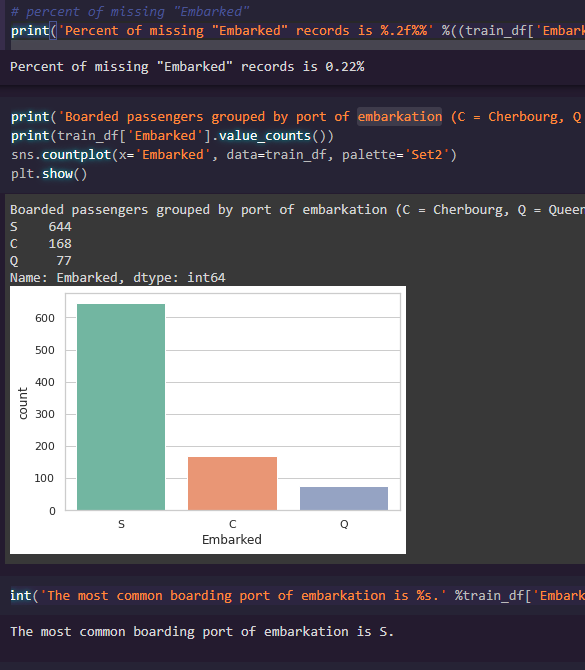 # percent of missing "Embarked"
print('Percent of missing "Embarked" records is %.2f%%' %((train_df['Embark
Percent of missing "Embarked" records is 0.22%
print('Boarded passengers grouped by port of embarkation (C = Cherbourg, Q
print(train_df['Embarked'].value_counts())
sns.countplot(x='Embarked', data=train_df, palette='Set2')
plt.show()
Boarded passengers grouped by port of embarkation (C = Cherbourg, Q = Queen
S    644
C    168
Q     77
Name: Embarked, dtype: int64
600
500
400
300
200
100
0
count
S C Q
Embarked
int('The most common boarding port of embarkation is %s.' %train_df['Embark
The most common boarding port of embarkation is S.